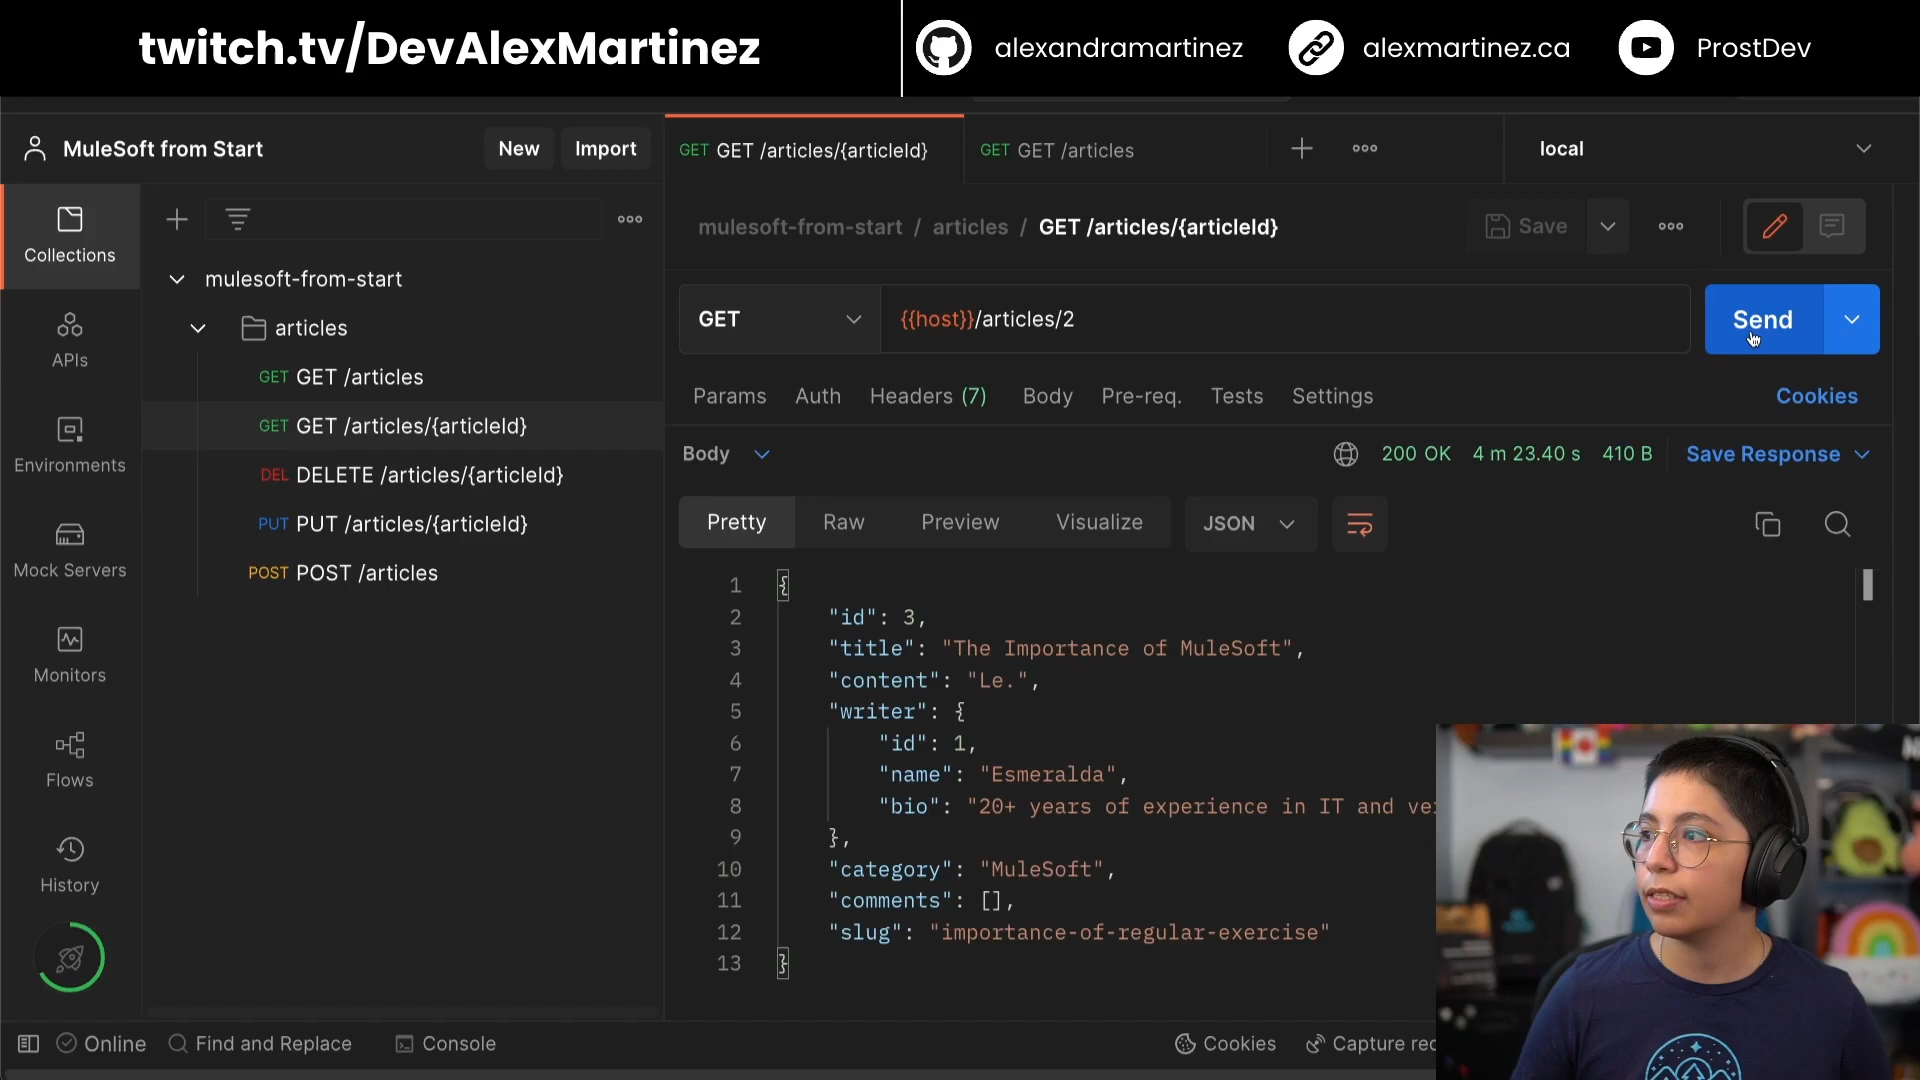 twitch.tv/DevAlexMartinez
alexandramartinez
alexmartinez.ca
ProstDev
MuleSoft from Start
New
Import
GET GET /articles/{articleId}
GET GET /articles
local
Collections
APIs
Environments
Mock Servers
Monitors
Flows
History
mulesoft-from-start
articles
GET GET /articles
GET GET /articles/{articleId}
DEL DELETE /articles/{articleId}
PUT PUT /articles/{articleId}
POST POST /articles
mulesoft-from-start / articles / GET /articles/{articleId}
Save
GET
{{host}}/articles/2
Send
Params Auth Headers (7) Body Pre-req. Tests Settings
Cookies
Body
200 OK 4 m 23.40 s 410 B
Save Response
Pretty Raw Preview Visualize
JSON
1 {
2 "id": 3,
3 "title": "The Importance of MuleSoft",
4 "content": "Le.",
5 "writer": {
6 "id": 1,
7 "name": "Esmeralda",
8 "bio": "20+ years of experience in IT and
9 },
10 "category": "MuleSoft",
11 "comments": [],
12 "slug": "importance-of-regular-exercise"
13 }
Online
Find and Replace
Console
Cookies
Capture